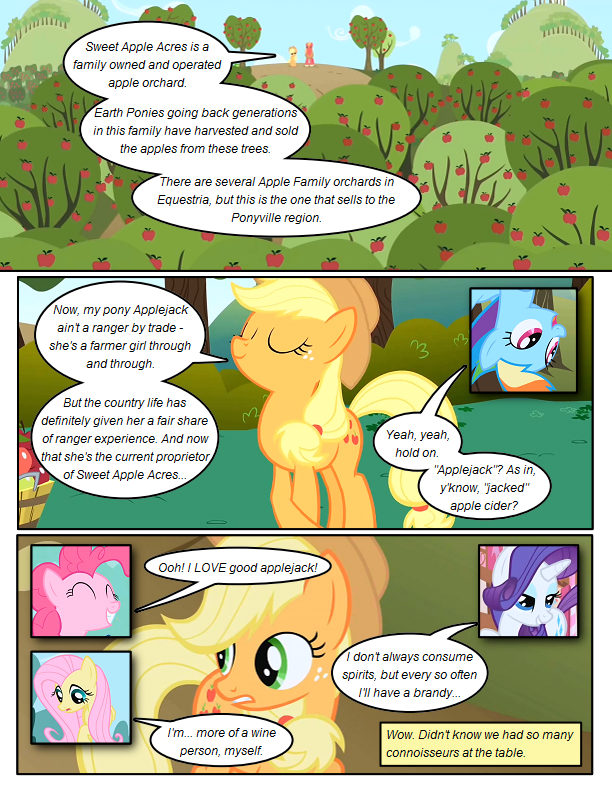 Sweet Apple Acres is a
family owned and operated
apple orchard.
Earth Ponies going back generations
in this family have harvested and sold
the apples from these trees.
There are several Apple Family orchards in
Equestria, but this is the one that sells to the
Ponyville region.
Now, my pony Applejack
ain't a ranger by trade -
she's a farmer girl through
and through.
But the country life has
definitely given her a fair share
of ranger experience. And now
that she's the current proprietor
of Sweet Apple Acres...
Yeah, yeah,
hold on.
"Applejack"? As in,
y'know, "jacked"
apple cider?
Ooh! I LOVE good applejack!
I don't always consume
spirits, but every so often
I'll have a brandy...
I'm... more of a wine
person, myself.
Wow. Didn't know we had so many
connoisseurs at the table.